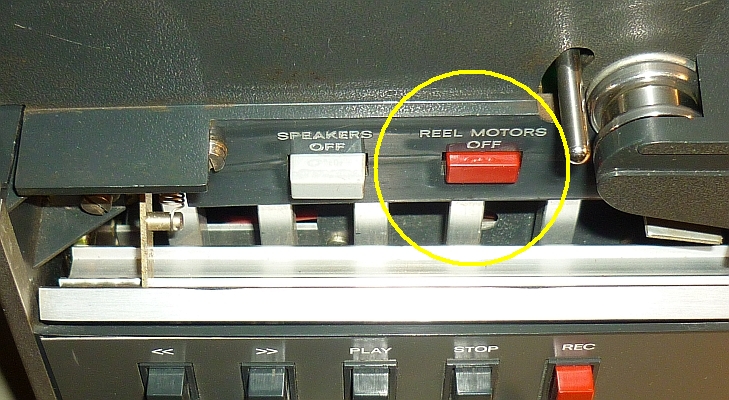 SPEAKERS
OFF
REEL MOTORS
OFF
<<
>>
PLAY
STOP
REC